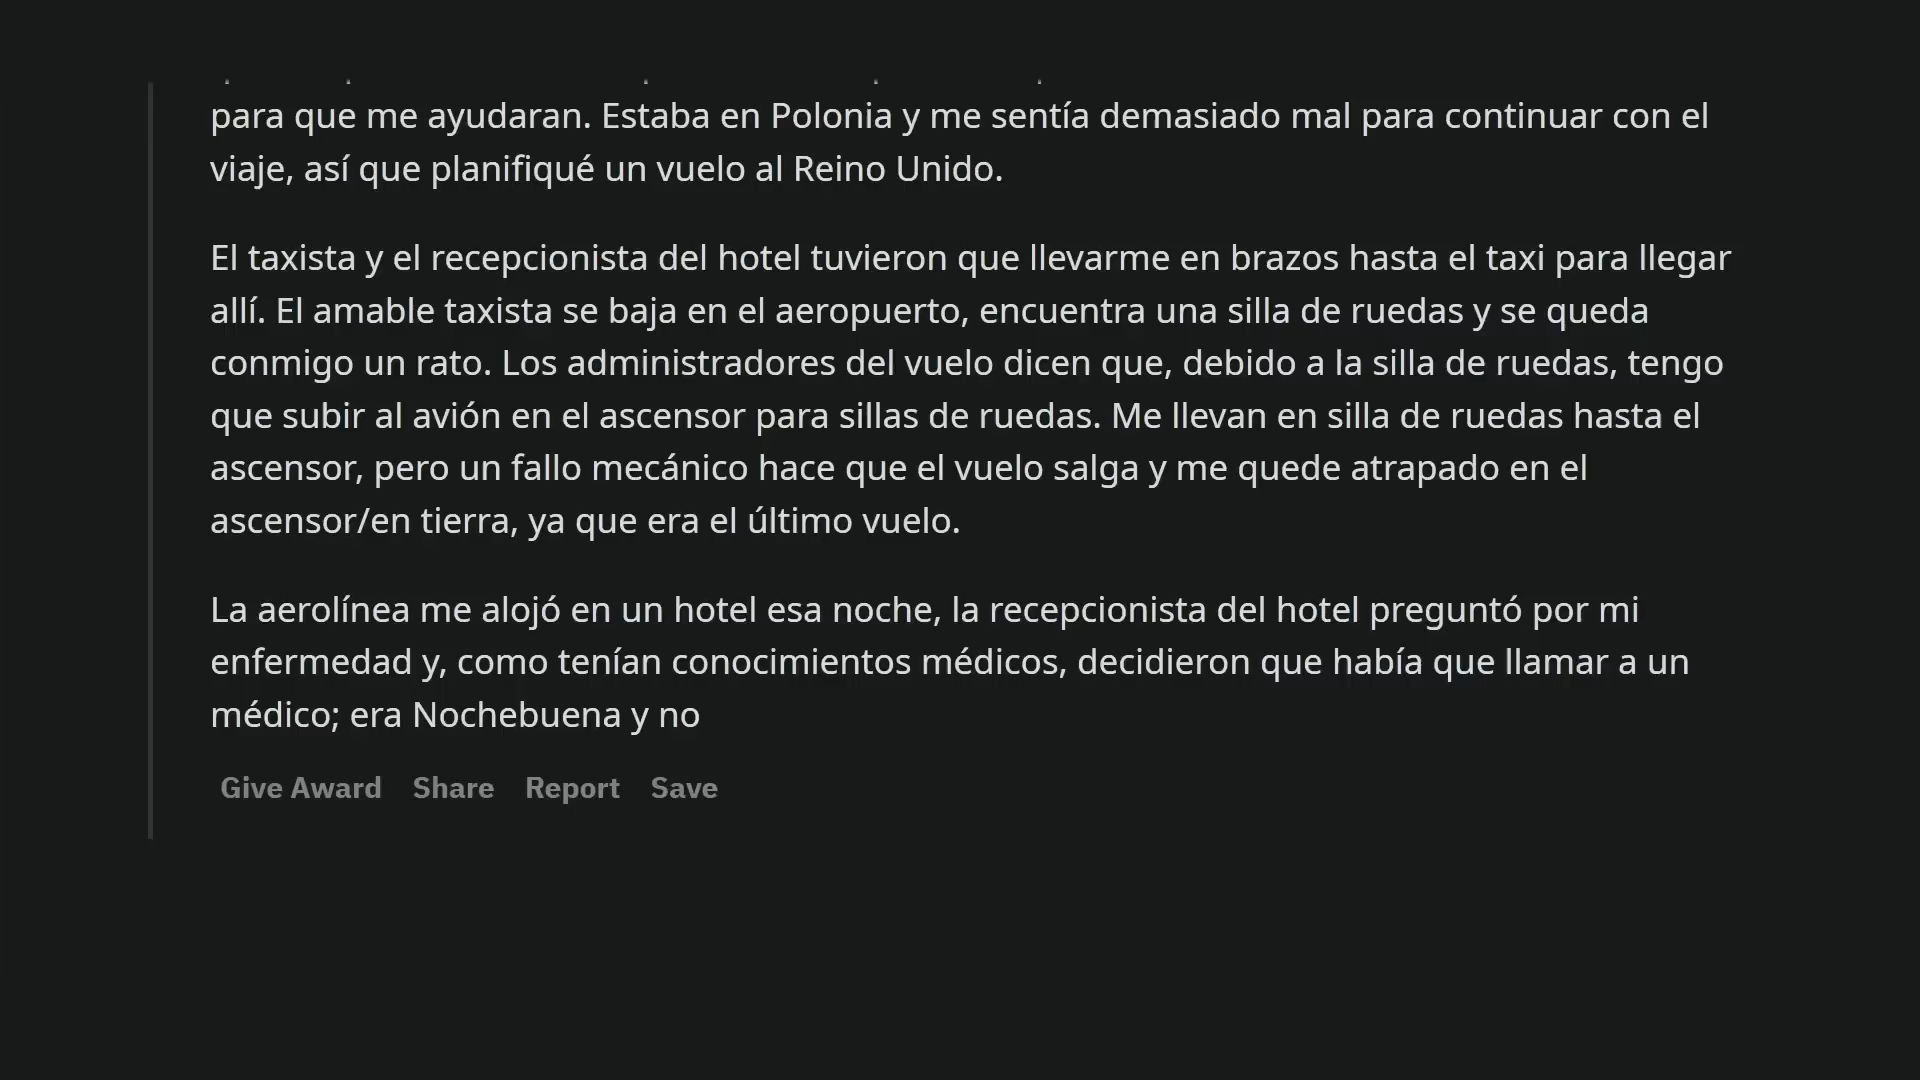 para que me ayudaran. Estaba en Polonia y me sentía demasiado mal para continuar con el
viaje, así que planifiqué un vuelo al Reino Unido.
El taxista y el recepcionista del hotel tuvieron que llevarme en brazos hasta el taxi para llegar
allí. El amable taxista se baja en el aeropuerto, encuentra una silla de ruedas y se queda
conmigo un rato. Los administradores del vuelo dicen que, debido a la silla de ruedas, tengo
que subir al avión en el ascensor para sillas de ruedas. Me llevan en silla de ruedas hasta el
ascensor, pero un fallo mecánico hace que el vuelo salga y me quede atrapado en el
ascensor/en tierra, ya que era el último vuelo.
La aerolínea me alojó en un hotel esa noche, la recepcionista del hotel preguntó por mi
enfermedad y, como tenían conocimientos médicos, decidieron que había que llamar a un
médico; era Nochebuena y no
Give Award Share Report Save